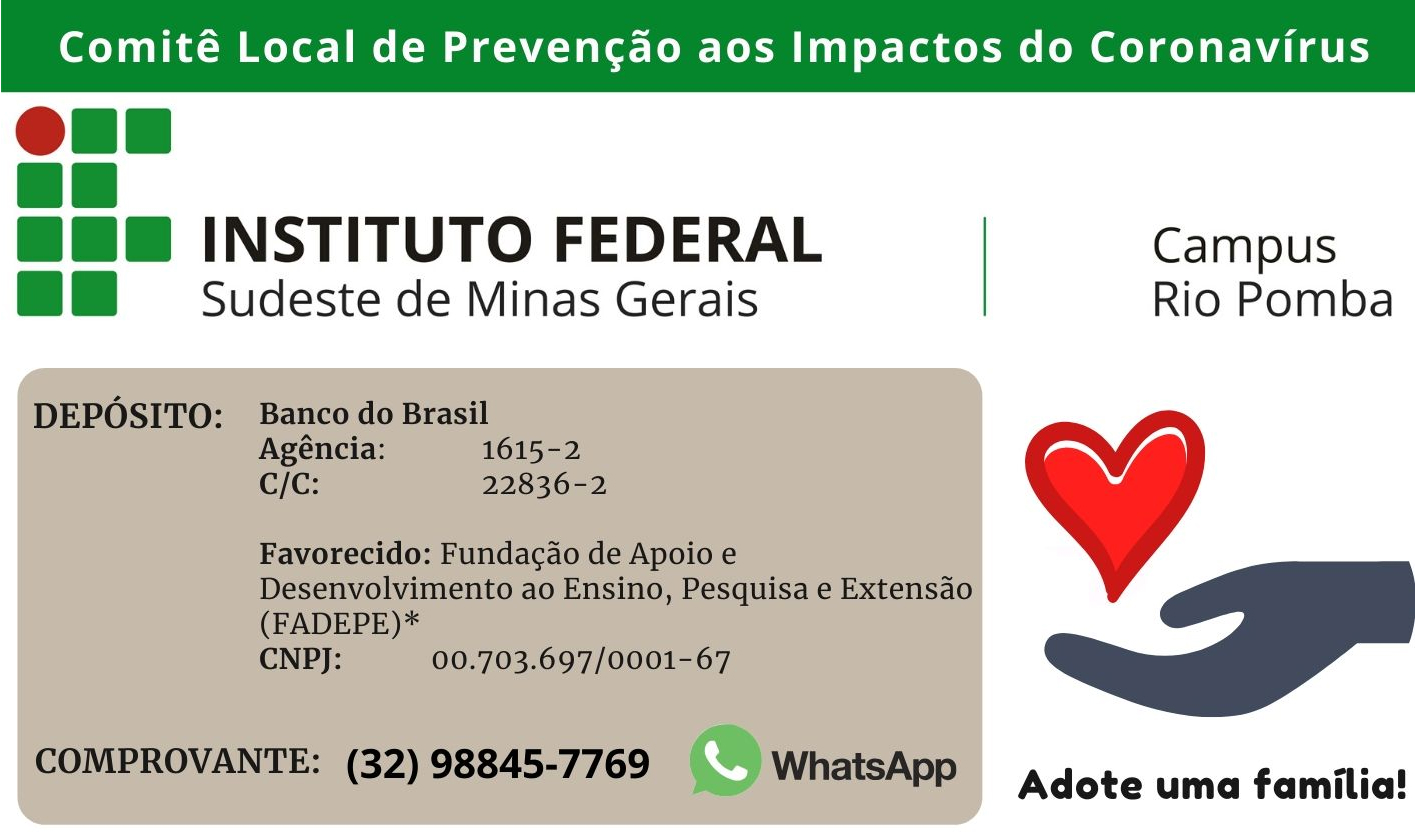 Comitê Local de Prevenção aos Impactos do Coronavírus
INSTITUTO FEDERAL
Sudeste de Minas Gerais
Campus
Rio Pomba
DEPÓSITO: Banco do Brasil
Agência: 1615-2
C/C: 22836-2
Favorecido: Fundação de Apoio e
Desenvolvimento ao Ensino, Pesquisa e Extensão
(FADEPE)*
CNPJ: 00.703.697/0001-67
COMPROVANTE: (32) 98845-7769 WhatsApp
Adote uma família!